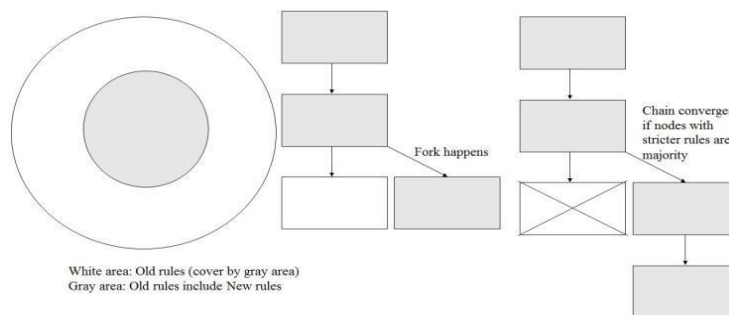 Fork happens
Chain converges
if nodes with
stricter rules are
majority
White area: Old rules (cover by gray area)
Gray area: Old rules include New rules